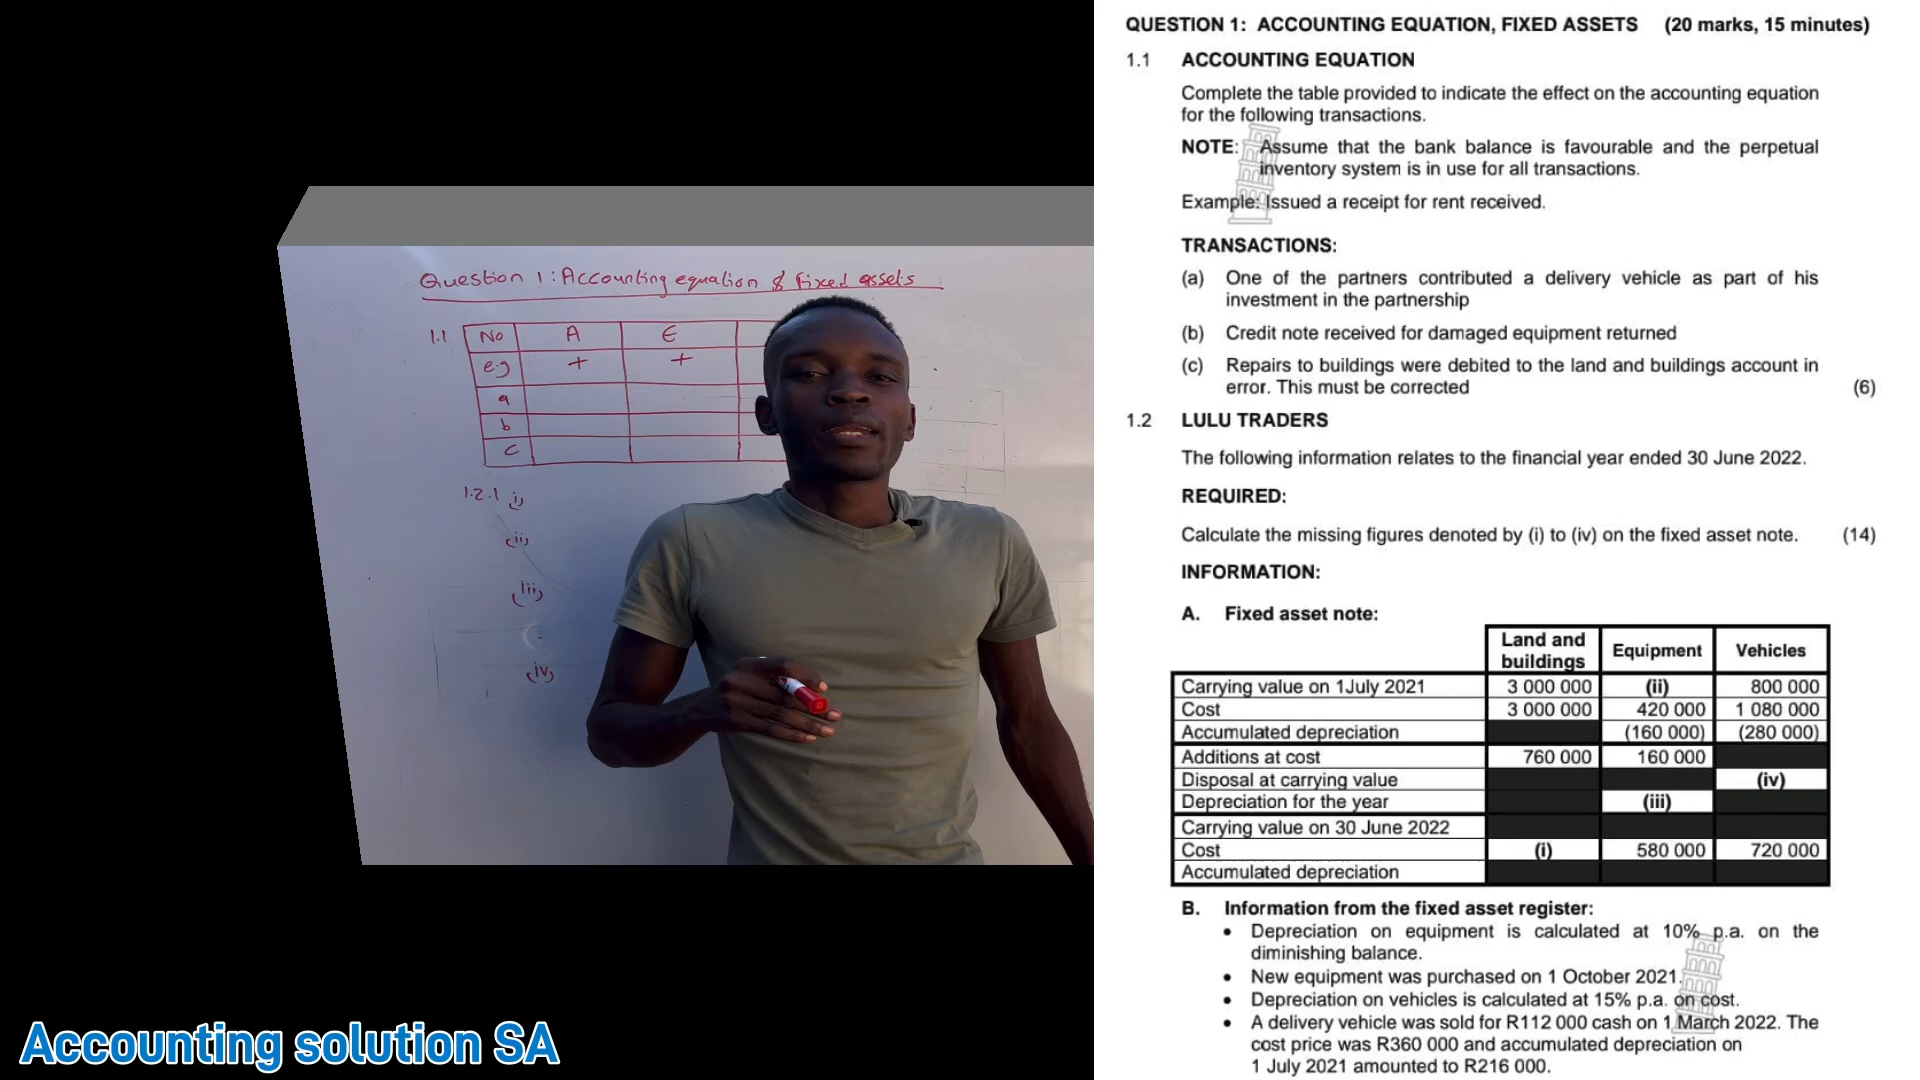 Question 1: Accounting equation & fixed assets
1.1 No A E
e.g + +
a
b
c
1.2.1 (i)
(ii)
(iii)
(iv)
Accounting solution SA
QUESTION 1: ACCOUNTING EQUATION, FIXED ASSETS (20 marks, 15 minutes)
1.1 ACCOUNTING EQUATION
Complete the table provided to indicate the effect on the accounting equation
for the following transactions.
NOTE: Assume that the bank balance is favourable and the perpetual
inventory system is in use for all transactions.
Example: Issued a receipt for rent received.
TRANSACTIONS:
(a) One of the partners contributed a delivery vehicle as part of his
investment in the partnership
(b) Credit note received for damaged equipment returned
(c) Repairs to buildings were debited to the land and buildings account in
error. This must be corrected (6)
1.2 LULU TRADERS
The following information relates to the financial year ended 30 June 2022.
REQUIRED:
Calculate the missing figures denoted by (i) to (iv) on the fixed asset note. (14)
INFORMATION:
A. Fixed asset note:
Land and
buildings Equipment Vehicles
Carrying value on 1July 2021 3 000 000 (ii) 800 000
Cost 3 000 000 420 000 1 080 000
Accumulated depreciation (160 000) (280 000)
Additions at cost 760 000 160 000
Disposal at carrying value (iv)
Depreciation for the year (iii)
Carrying value on 30 June 2022
Cost (i) 580 000 720 000
Accumulated depreciation
B. Information from the fixed asset register:
• Depreciation on equipment is calculated at 10% p.a. on the
diminishing balance.
• New equipment was purchased on 1 October 2021.
• Depreciation on vehicles is calculated at 15% p.a. on cost.
• A delivery vehicle was sold for R112 000 cash on 1 March 2022. The
cost price was R360 000 and accumulated depreciation on
1 July 2021 amounted to R216 000.